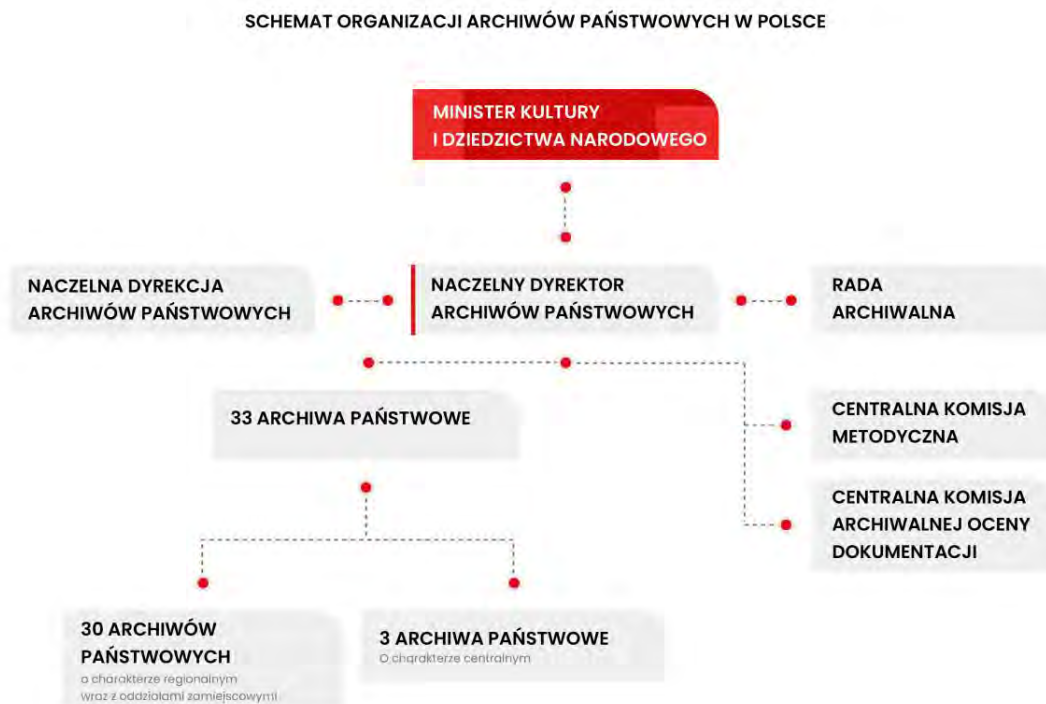 SCHEMAT ORGANIZACJI ARCHIWÓW PAŃSTWOWYCH W POLSCE
MINISTER KULTURY
I DZIEDZICTWA NARODOWEGO
NACZELNA DYREKCJA
ARCHIWÓW PAŃSTWOWYCH
NACZELNY DYREKTOR
ARCHIWÓW PAŃSTWOWYCH
RADA
ARCHIWALNA
33 ARCHIWA PAŃSTWOWE
CENTRALNA KOMISJA
METODYCZNA
CENTRALNA KOMISJA
ARCHIWALNEJ OCENY
DOKUMENTACJI
30 ARCHIWÓW
PAŃSTWOWYCH
o charakterze regionalnym
wraz z oddziałami zamiejscowymi
3 ARCHIWA PAŃSTWOWE
O charakterze centralnym